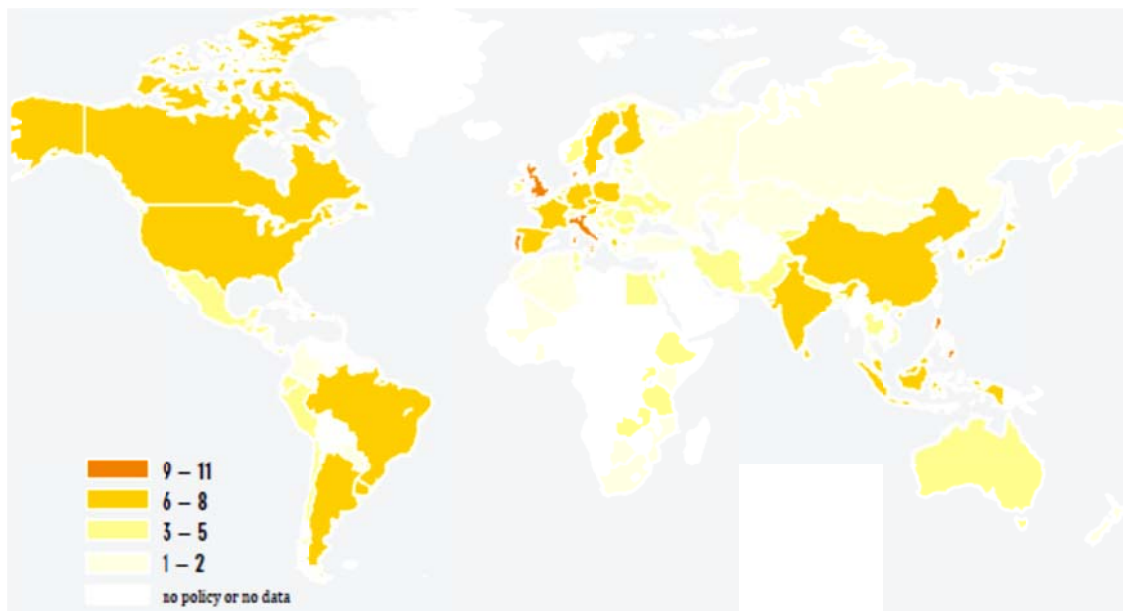 9 – 11
6 – 8
3 – 5
1 – 2
no policy or no data